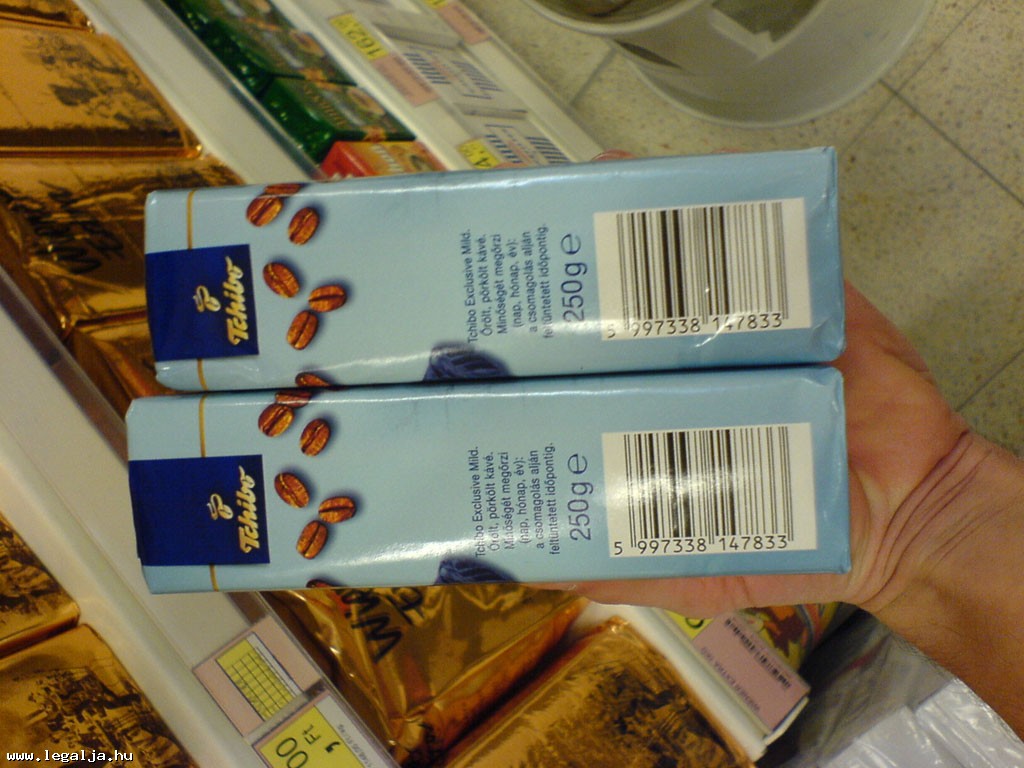 Tchibo
Tchibo Exclusive Mild.
Őrölt, pörkölt kávé.
Minőségét megőrzi
(nap, hónap, év):
a csomagolás alján
feltüntetett időpontig.
250g e
5 997338 147833
Tchibo
Tchibo Exclusive Mild.
Őrölt, pörkölt kávé.
Minőségét megőrzi
(nap, hónap, év):
a csomagolás alján
feltüntetett időpontig.
250g e
5 997338 147833
162
Ft
www.legalja.hu